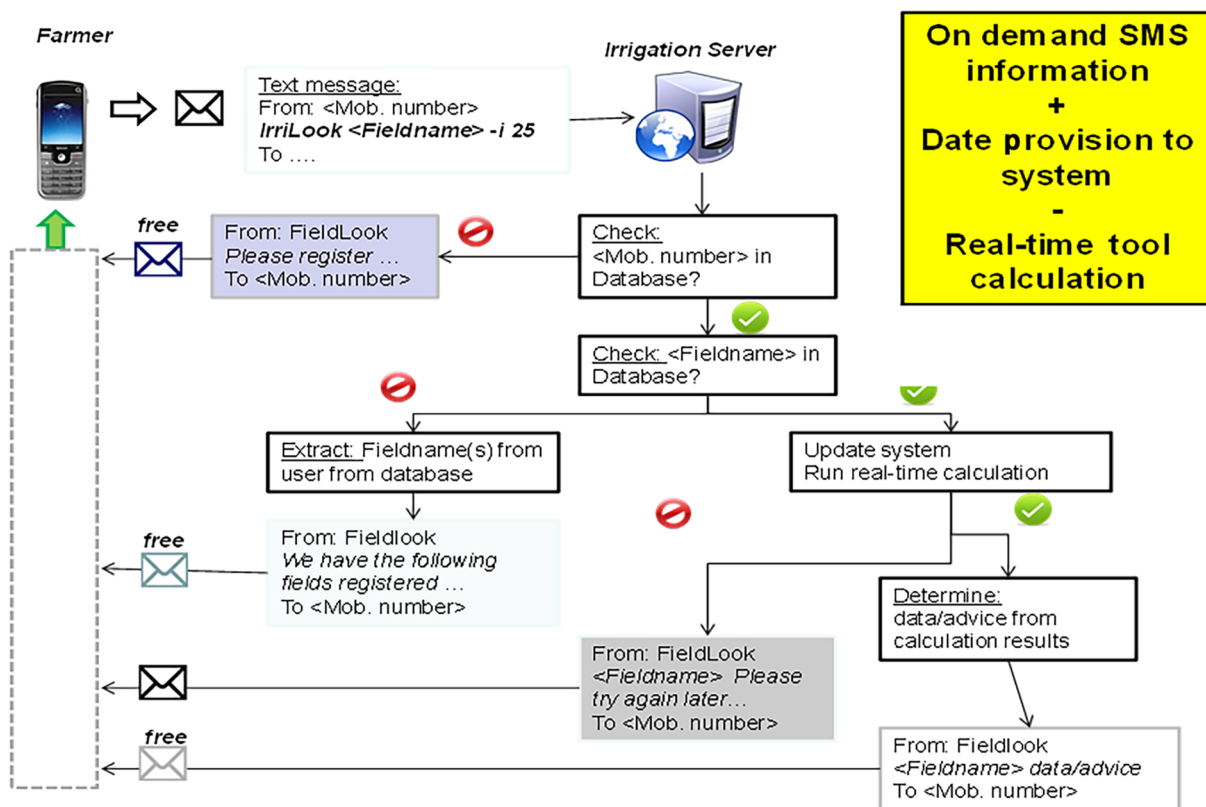 Farmer
Irrigation Server
Text message:
From: <Mob. number>
IrriLook <Fieldname> -i 25
To ....
On demand SMS
information
+
Date provision to
system
-
Real-time tool
calculation
free
From: FieldLook
Please register ...
To <Mob. number>
Check:
<Mob. number> in
Database?
Check: <Fieldname> in
Database?
Extract: Fieldname(s) from
user from database
Update system
Run real-time calculation
free
From: Fieldlook
We have the following
fields registered ...
To <Mob. number>
Determine:
data/advice from
calculation results
From: FieldLook
<Fieldname> Please
try again later...
To <Mob. number>
free
From: Fieldlook
<Fieldname> data/advice
To <Mob. number>